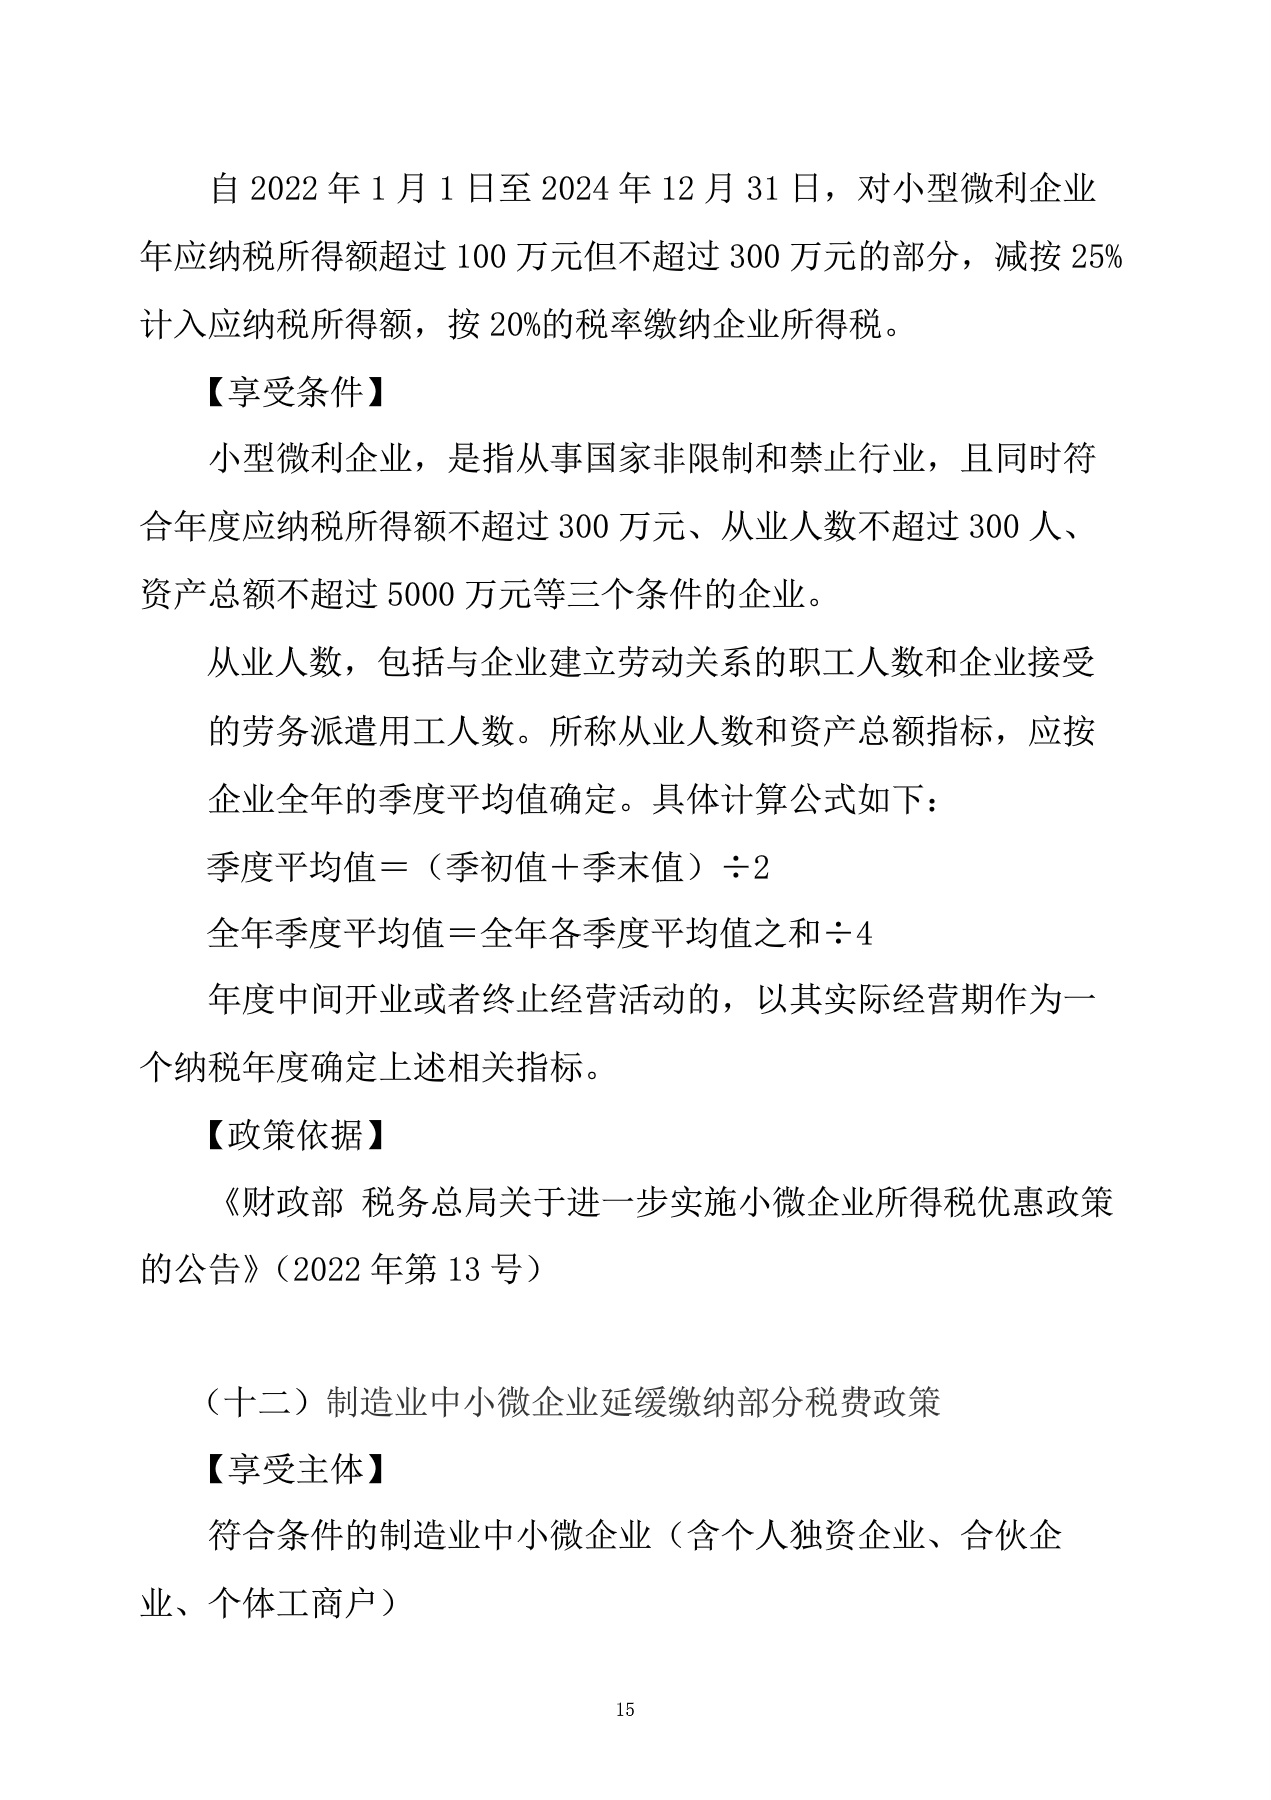 自 2022 年 1 月 1 日至 2024 年 12 月 31 日，对小型微利企业
年应纳税所得额超过 100 万元但不超过 300 万元的部分，减按 25%
计入应纳税所得额，按 20%的税率缴纳企业所得税。
【享受条件】
小型微利企业，是指从事国家非限制和禁止行业，且同时符
合年度应纳税所得额不超过 300 万元、从业人数不超过 300 人、
资产总额不超过 5000 万元等三个条件的企业。
从业人数，包括与企业建立劳动关系的职工人数和企业接受
的劳务派遣用工人数。所称从业人数和资产总额指标，应按
企业全年的季度平均值确定。具体计算公式如下：
季度平均值＝（季初值＋季末值）÷2
全年季度平均值＝全年各季度平均值之和÷4
年度中间开业或者终止经营活动的，以其实际经营期作为一
个纳税年度确定上述相关指标。
【政策依据】
《财政部 税务总局关于进一步实施小微企业所得税优惠政策
的公告》（2022 年第 13 号）
（十二）制造业中小微企业延缓缴纳部分税费政策
【享受主体】
符合条件的制造业中小微企业（含个人独资企业、合伙企
业、个体工商户）
15